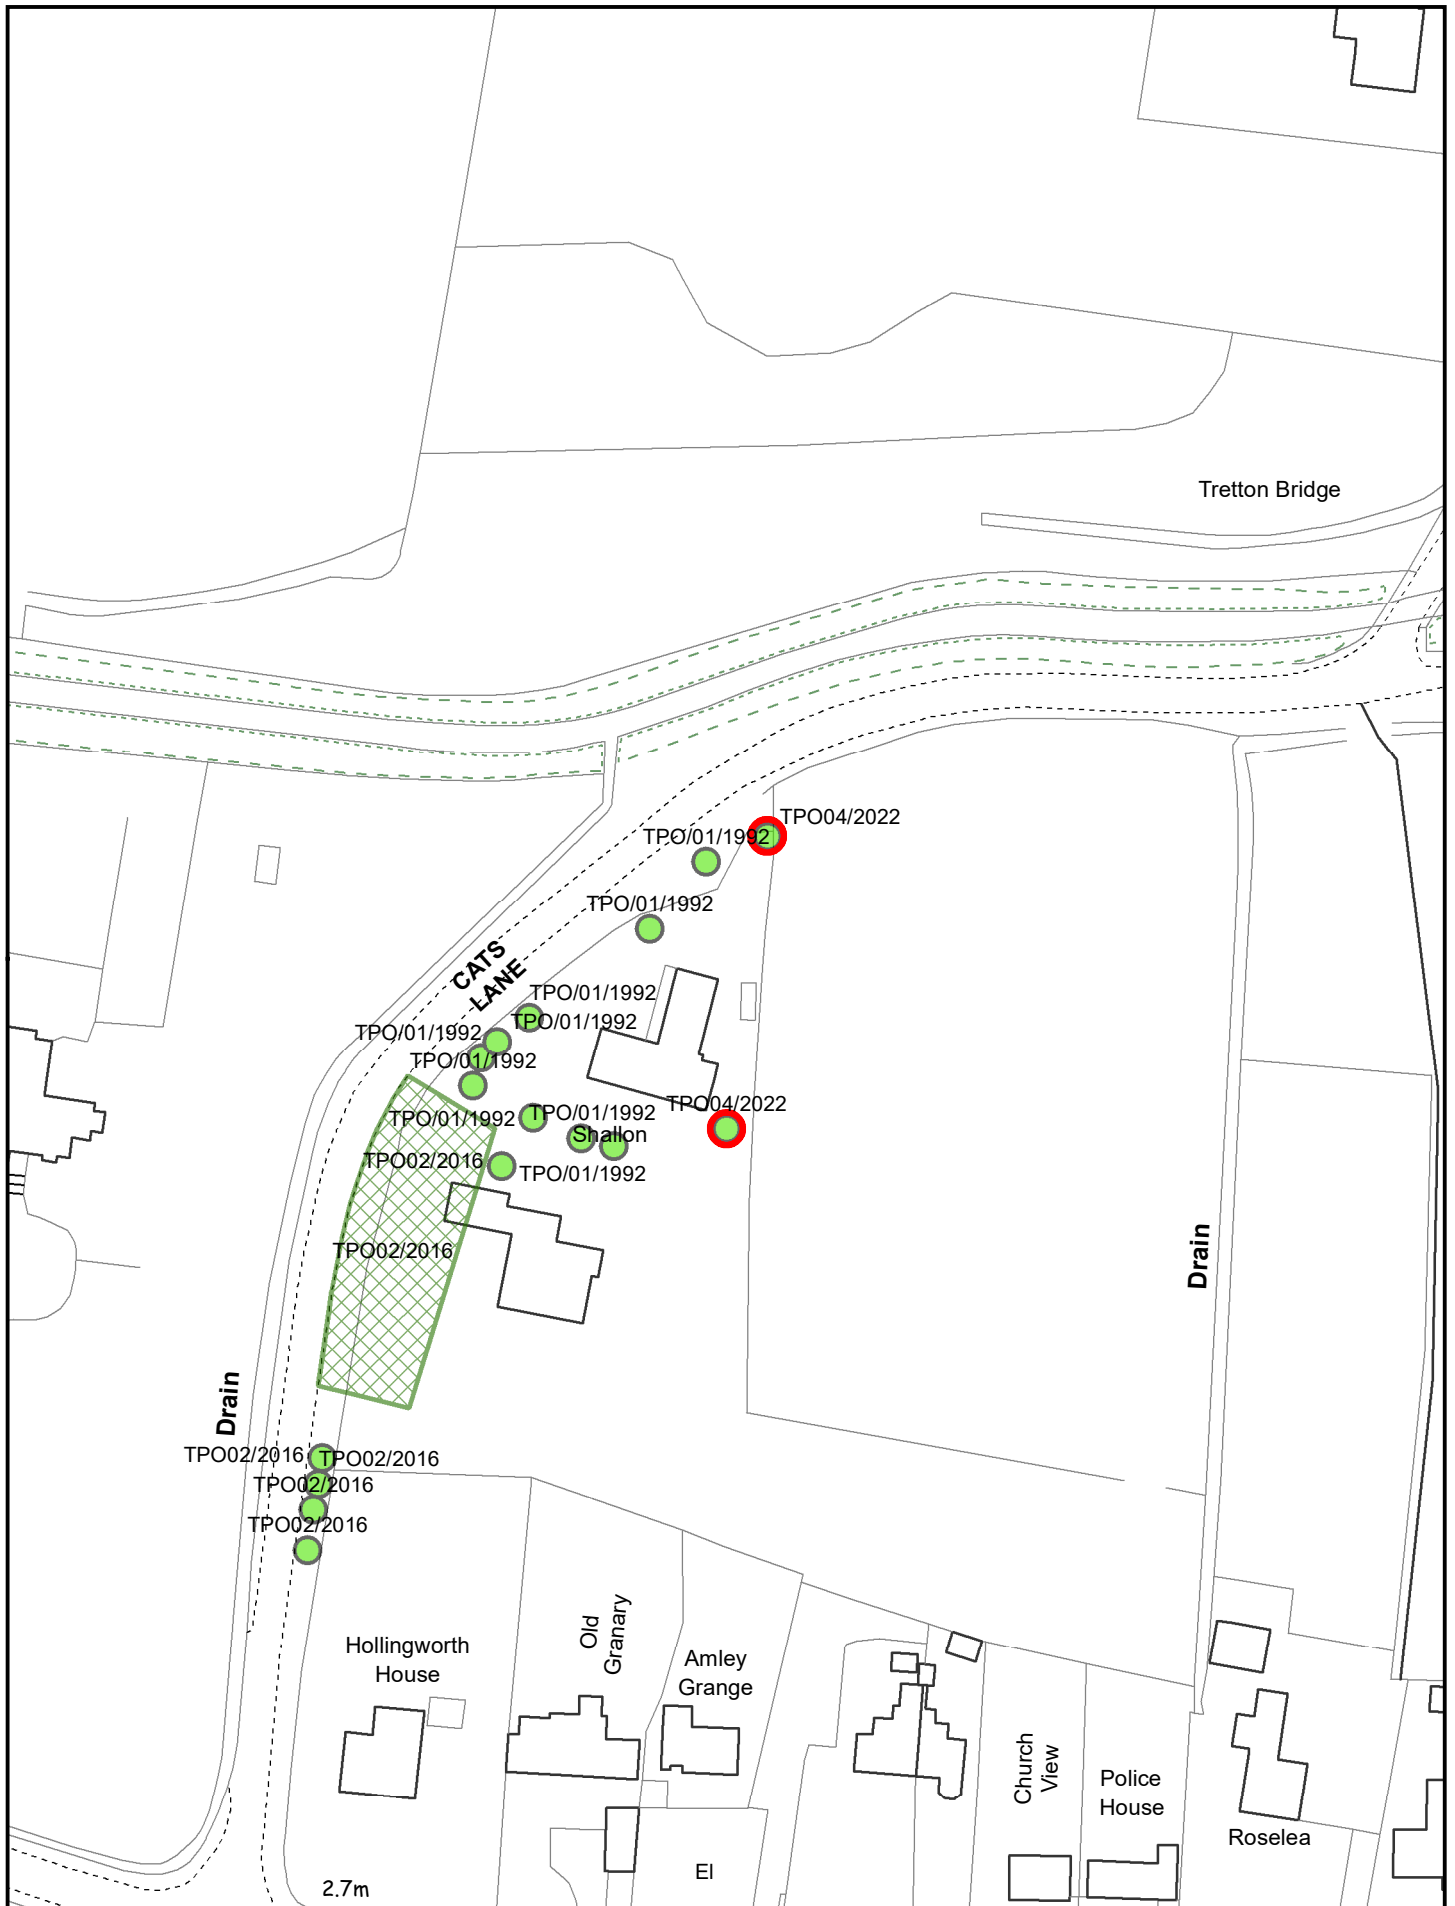 Tretton Bridge
TPO04/2022
TPO/01/1992
TPO/01/1992
CATS
LANE
TPO/01/1992
TPO/01/1992
TPO/01/1992
TPO/01/1992
TPO04/2022
TPO/01/1992
TPO/01/1992
Shallon
TPO02/2016
TPO/01/1992
TPO02/2016
Drain
Drain
TPO02/2016
TPO02/2016
TPO02/2016
TPO02/2016
Hollingworth
House
Old
Granary
Amley
Grange
Church
View
Police
House
Roselea
El
2.7m